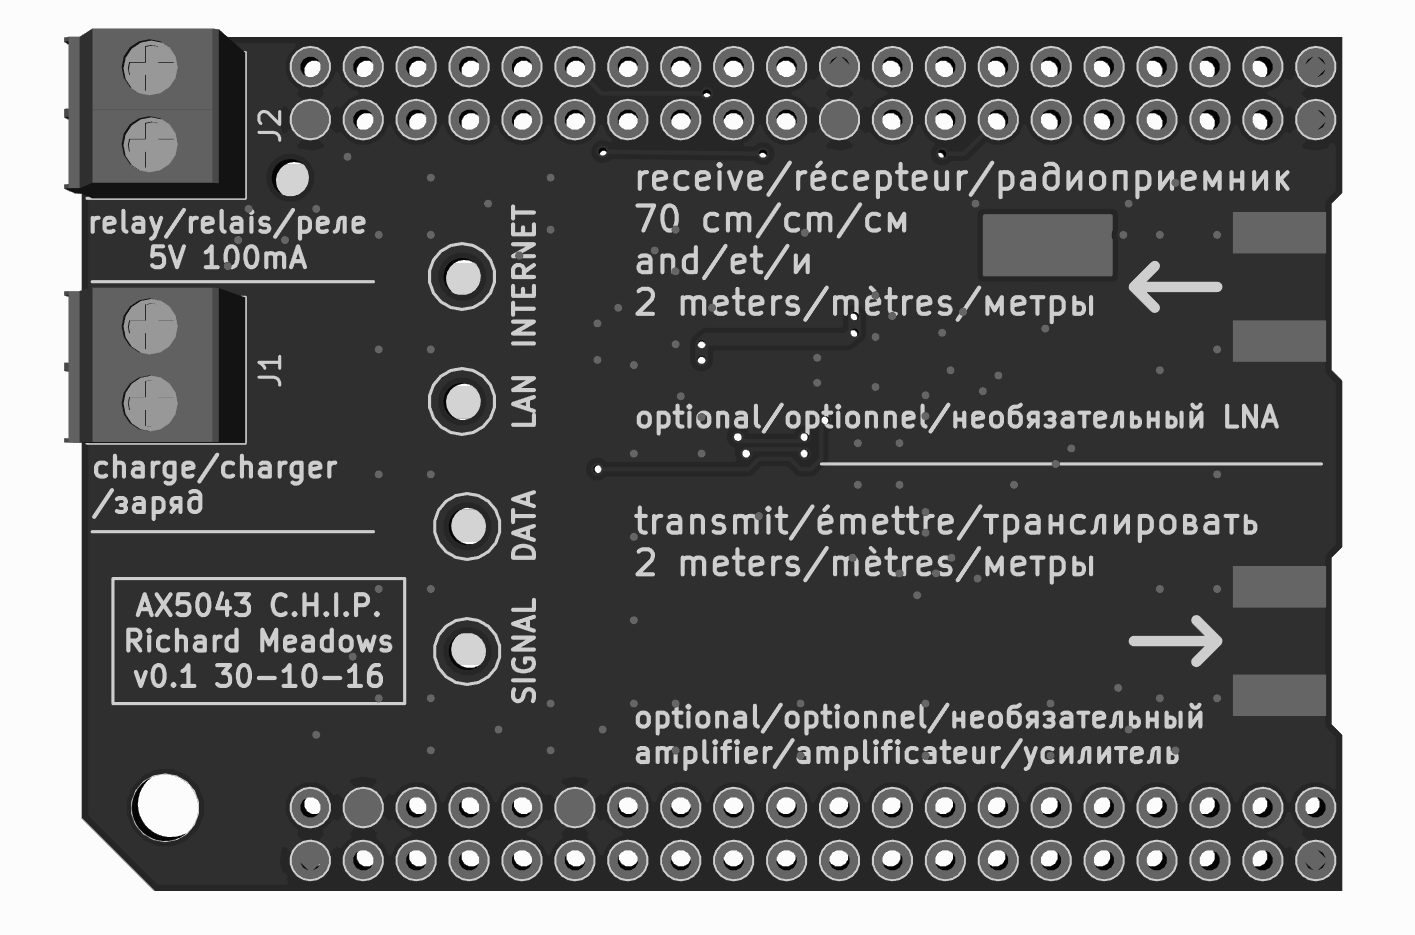 J2
relay/relais/реле
5V 100mA
J1
charge/charger
/заряд
AX5043 C.H.I.P.
Richard Meadows
v0.1 30-10-16
INTERNET
LAN
DATA
SIGNAL
receive/récepteur/радиоприемник
70 cm/cm/см
and/et/и
2 meters/mètres/метры
optional/optionnel/необязательный LNA
transmit/émettre/транслировать
2 meters/mètres/метры
optional/optionnel/необязательный
amplifier/amplificateur/усилитель